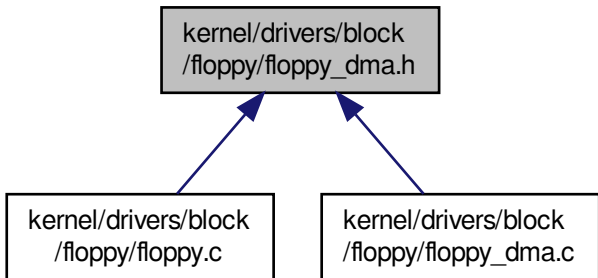 kernel/drivers/block
/floppy/floppy_dma.h
kernel/drivers/block
/floppy/floppy.c
kernel/drivers/block
/floppy/floppy_dma.c